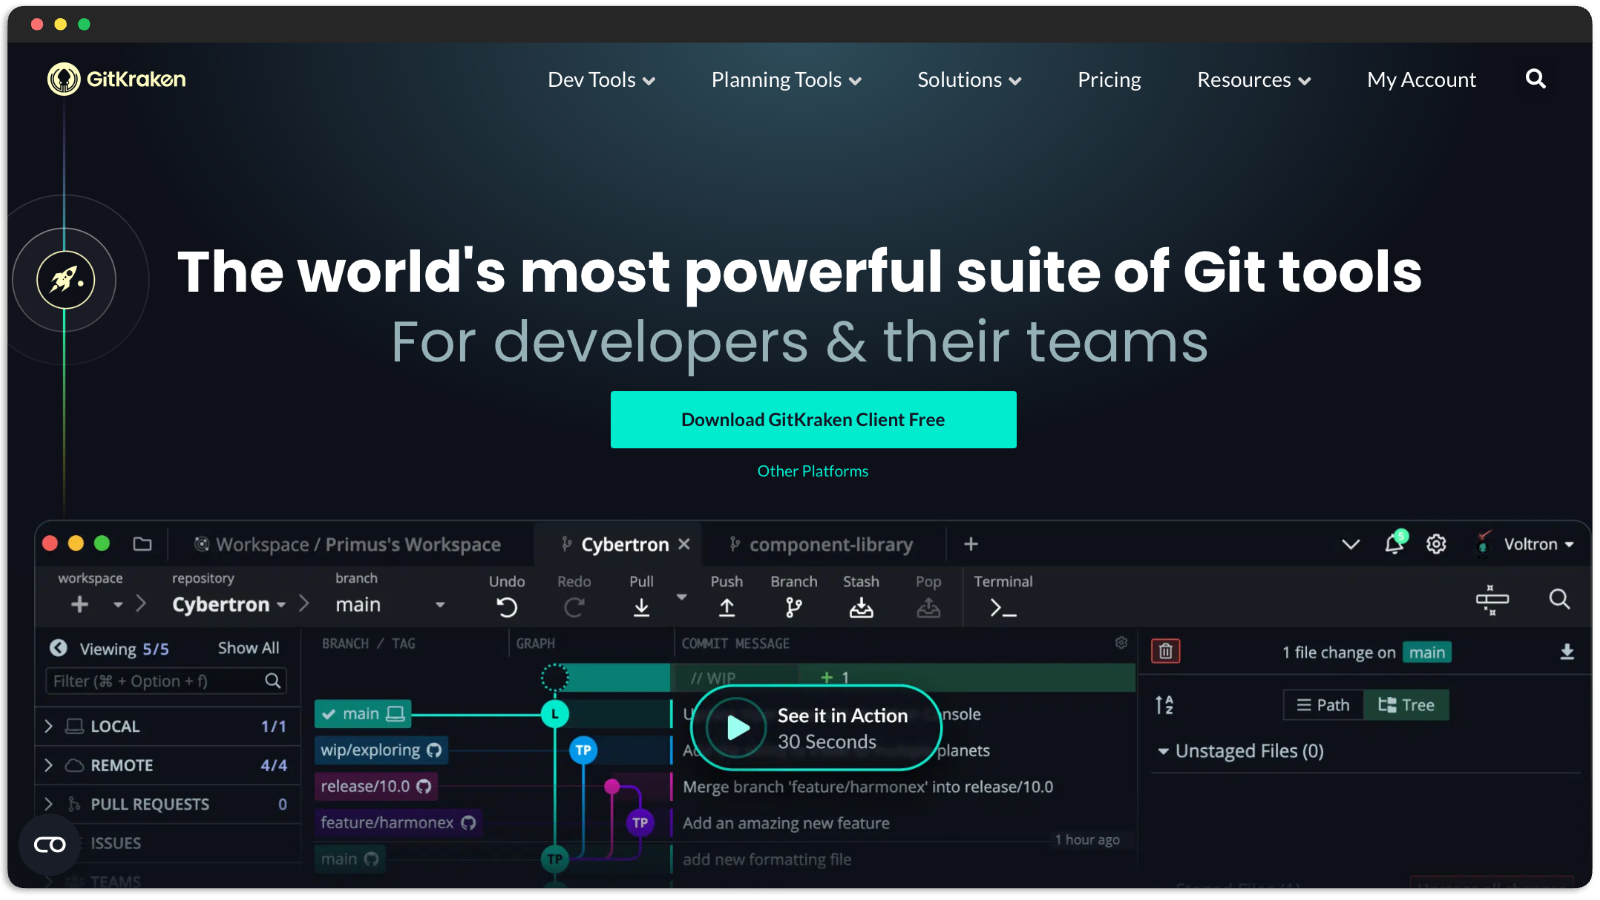 GitKraken
Dev Tools
Planning Tools
Solutions
Pricing
Resources
My Account
The world's most powerful suite of Git tools
For developers & their teams
Download GitKraken Client Free
Other Platforms
Workspace / Primus's Workspace
Cybertron
component-library
5
Voltron
workspace
repository
Cybertron
branch
main
Undo
Redo
Pull
Push
Branch
Stash
Pop
Terminal
Viewing 5/5
Show All
Filter (⌘ + Option + f)
LOCAL 1/1
REMOTE 4/4
PULL REQUESTS 0
ISSUES
TEAMS
BRANCH / TAG
GRAPH
COMMIT MESSAGE
// WIP + 1
main
L
wip/exploring
TP
planets
release/10.0
Merge branch 'feature/harmonex' into release/10.0
feature/harmonex
TP
Add an amazing new feature
1 hour ago
main
TP
add new formatting file
See it in Action
30 Seconds
console
1 file change on main
A
Z
Path
Tree
Unstaged Files (0)